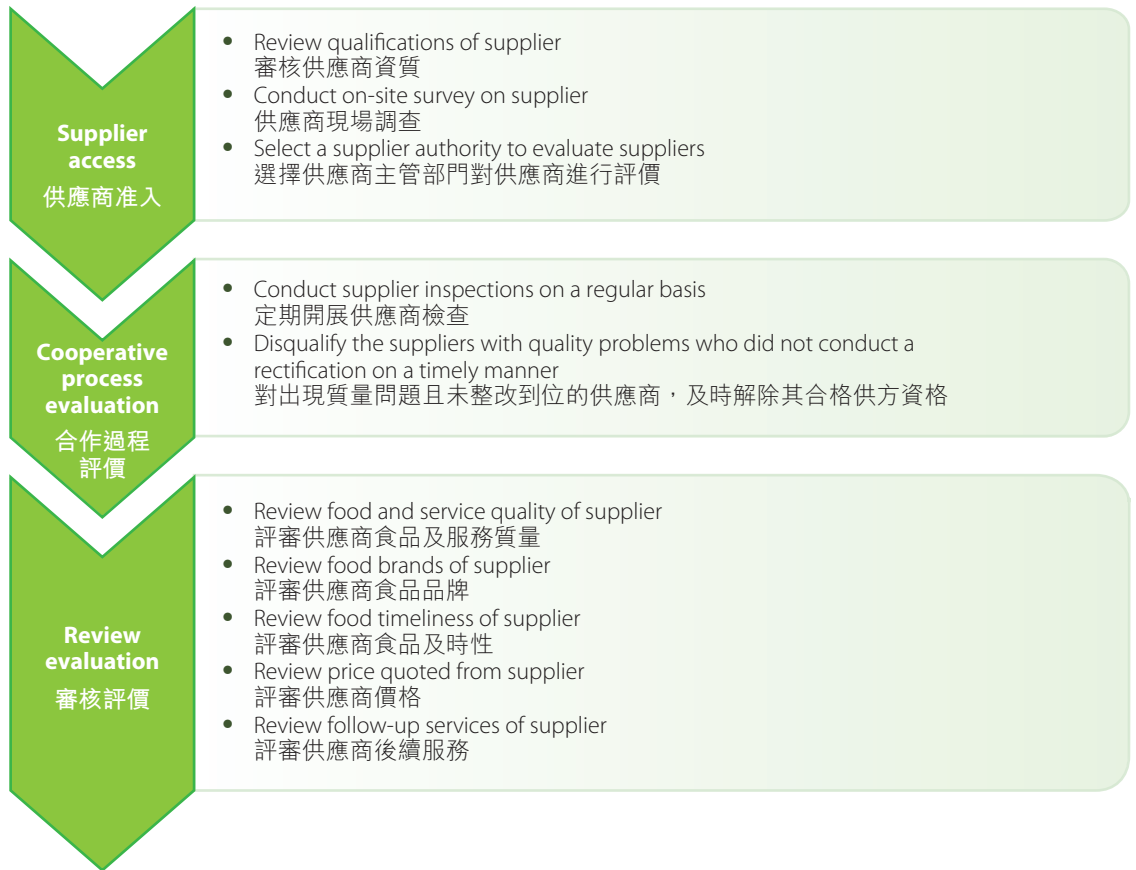 Supplier
access
供應商准入
• Review qualifications of supplier
審核供應商資質
• Conduct on-site survey on supplier
供應商現場調查
• Select a supplier authority to evaluate suppliers
選擇供應商主管部門對供應商進行評價
Cooperative
process
evaluation
合作過程
評價
• Conduct supplier inspections on a regular basis
定期開展供應商檢查
• Disqualify the suppliers with quality problems who did not conduct a
rectification on a timely manner
對出現質量問題且未整改到位的供應商，及時解除其合格供方資格
Review
evaluation
審核評價
• Review food and service quality of supplier
評審供應商食品及服務質量
• Review food brands of supplier
評審供應商食品品牌
• Review food timeliness of supplier
評審供應商食品及時性
• Review price quoted from supplier
評審供應商價格
• Review follow-up services of supplier
評審供應商後續服務